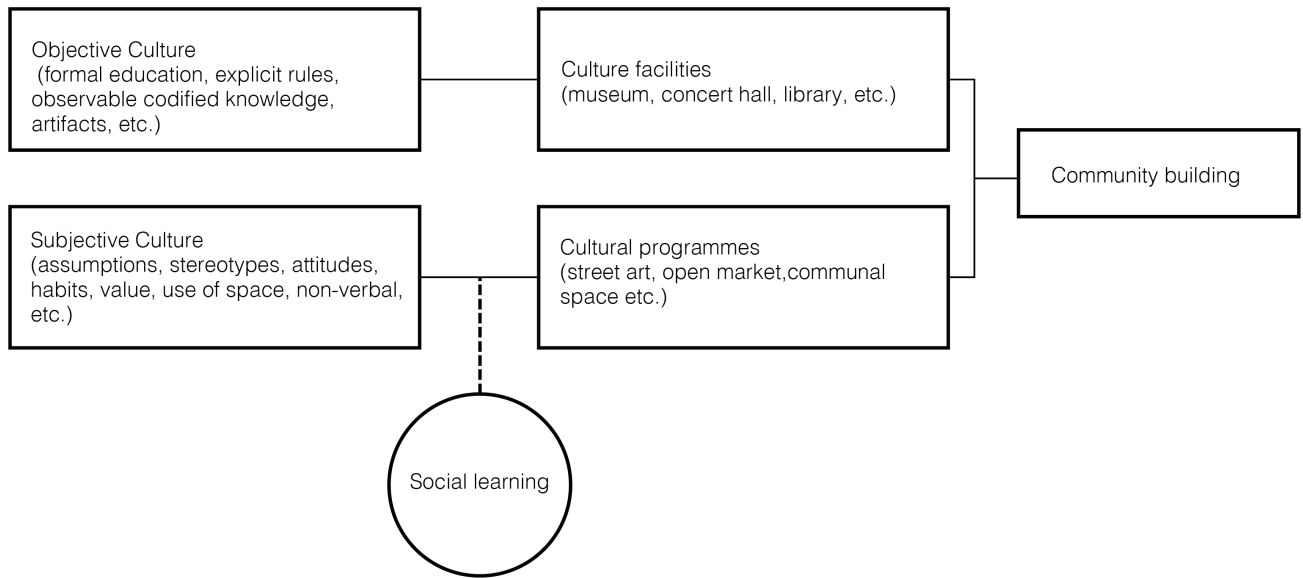 Objective Culture
(formal education, explicit rules,
observable codified knowledge,
artifacts, etc.)
Culture facilities
(museum, concert hall, library, etc.)
Community building
Subjective Culture
(assumptions, stereotypes, attitudes,
habits, value, use of space, non-verbal,
etc.)
Cultural programmes
(street art, open market,communal
space etc.)
Social learning